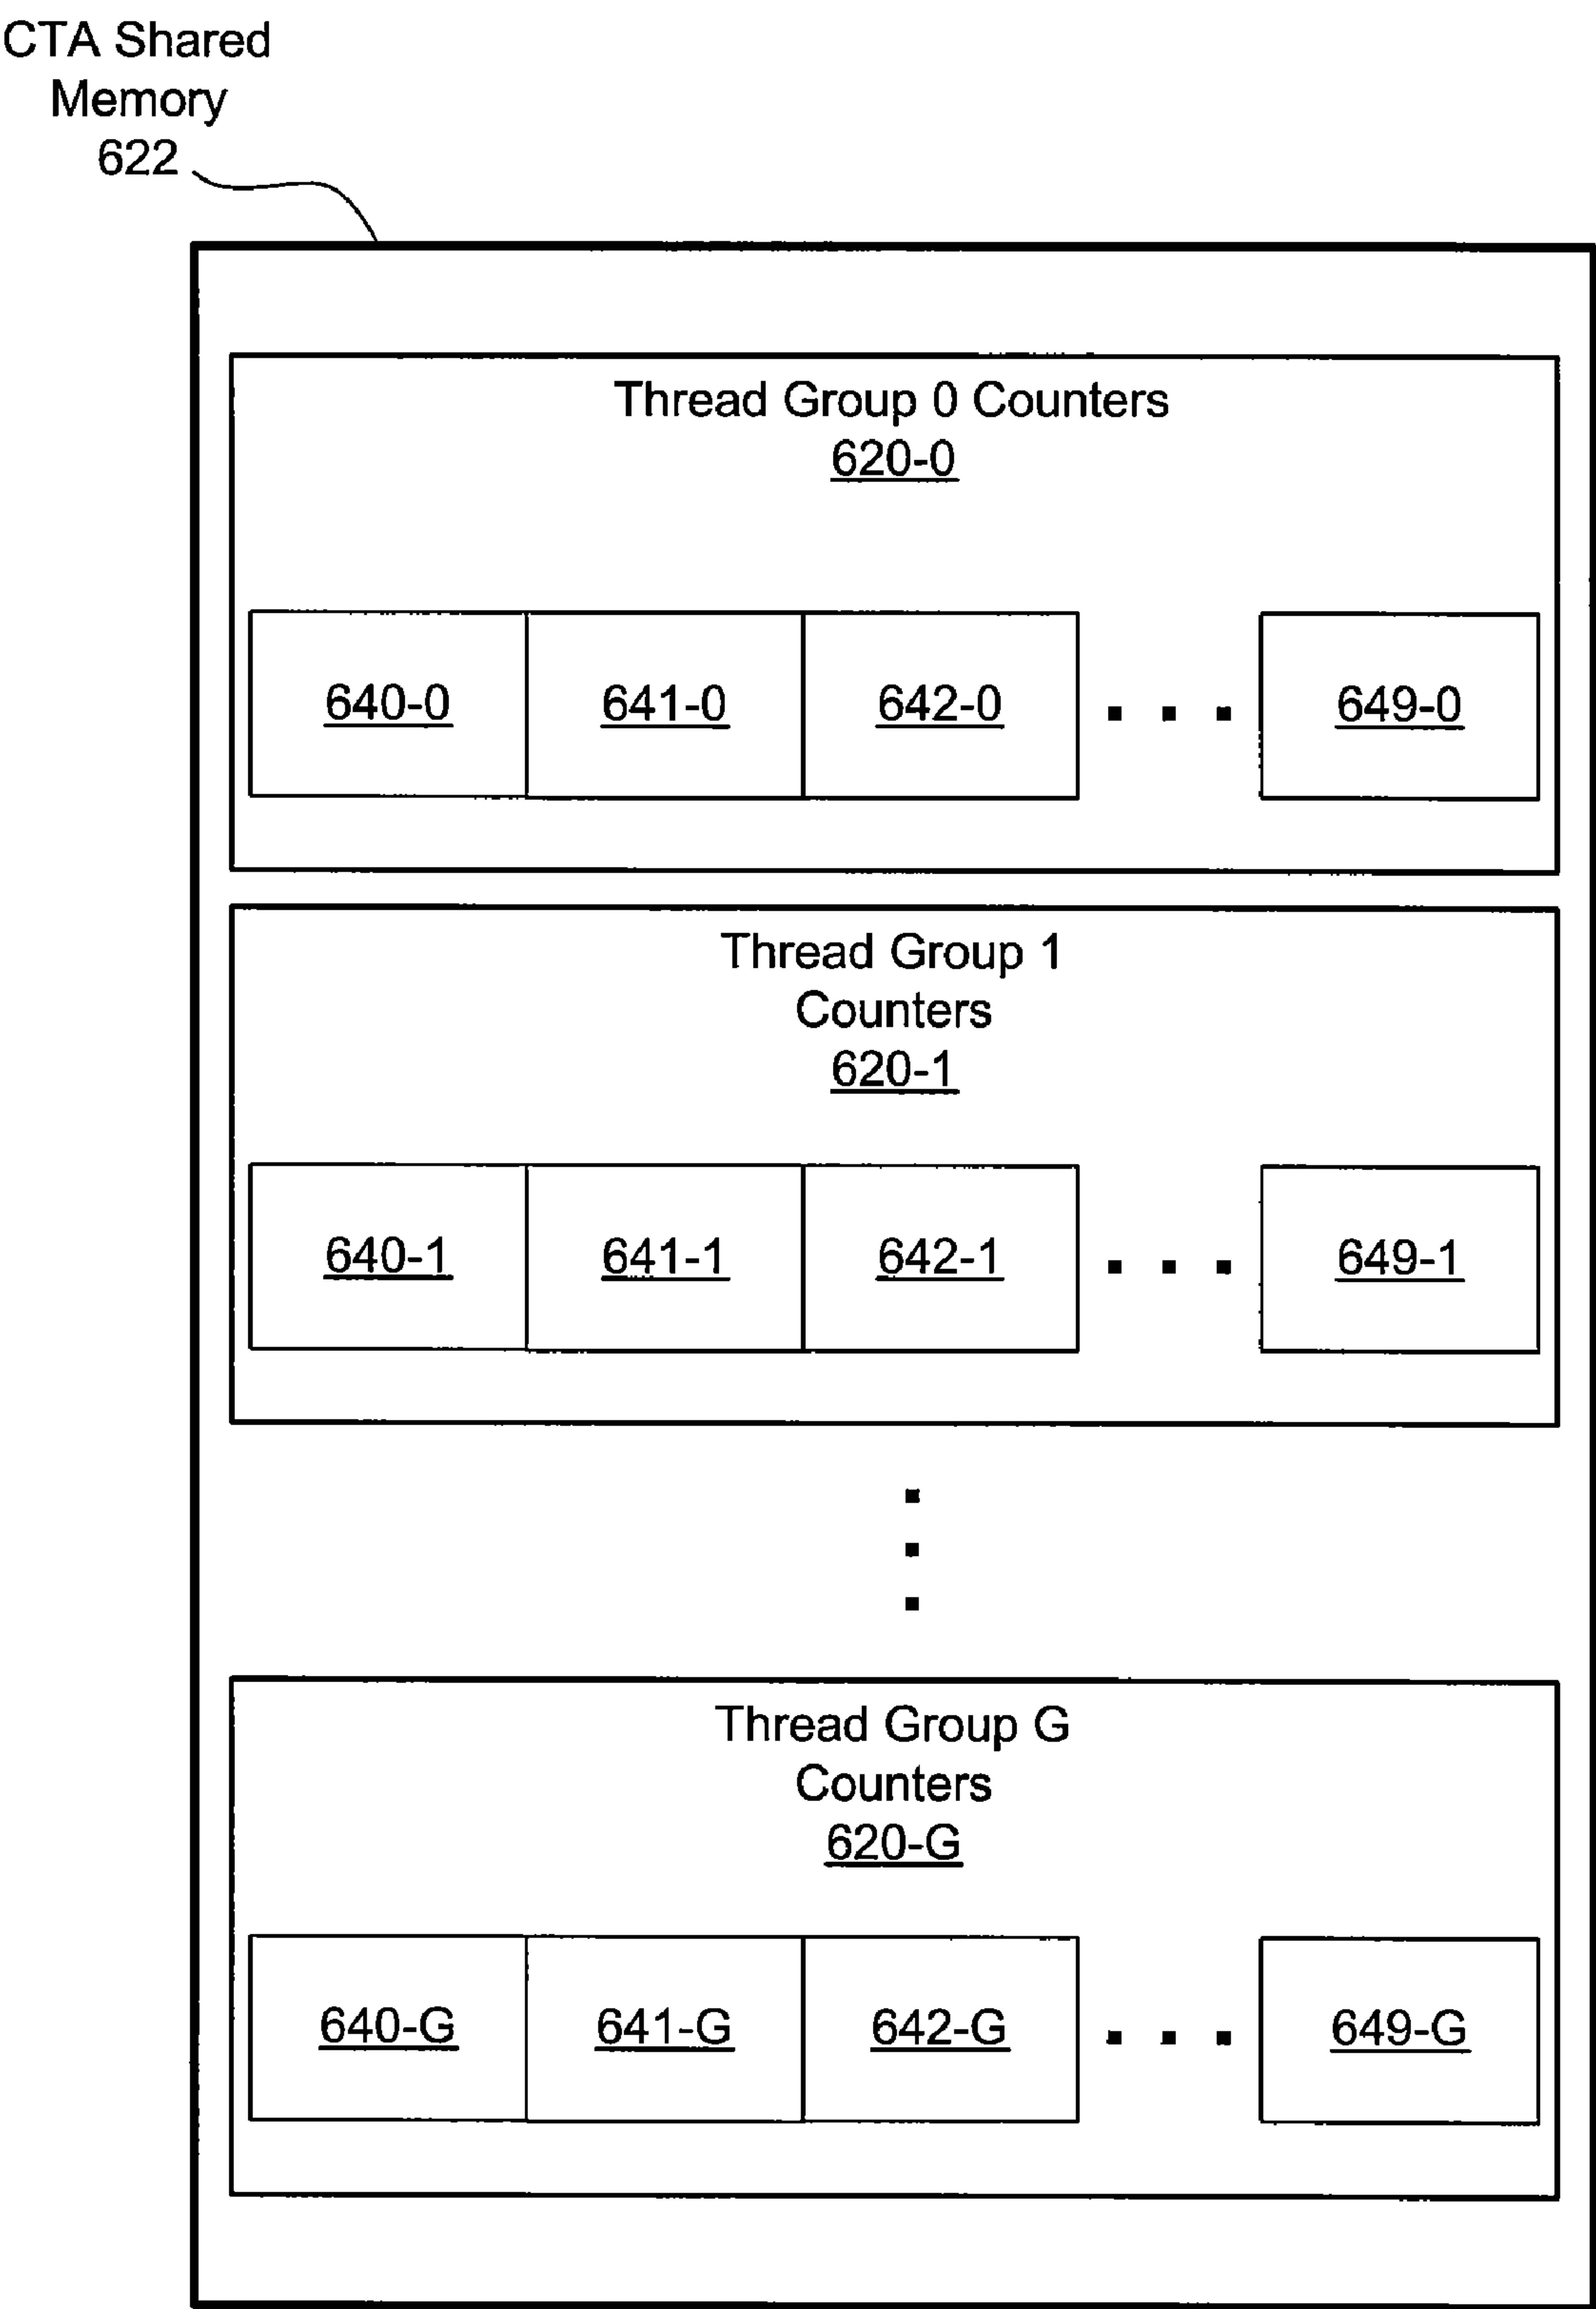 CTA Shared
Memory
622
Thread Group 0 Counters
620-0
640-0 641-0 642-0 . . . 649-0
Thread Group 1
Counters
620-1
640-1 641-1 642-1 . . . 649-1
.
.
.
Thread Group G
Counters
620-G
640-G 641-G 642-G . . . 649-G